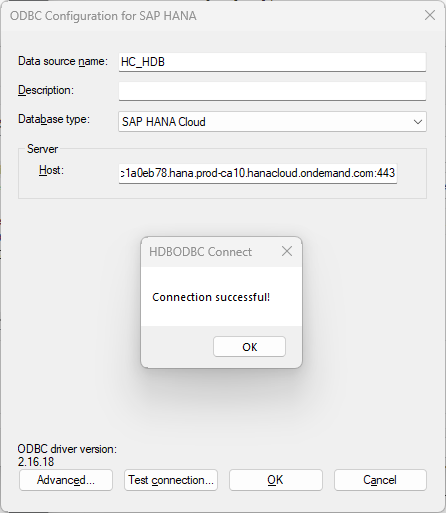 ODBC Configuration for SAP HANA
Data source name: HC_HDB
Description:
Database type: SAP HANA Cloud
Server
Host: c1a0eb78.hana.prod-ca10.hanacloud.ondemand.com:443
HDBODBC Connect
Connection successful!
OK
ODBC driver version:
2.16.18
Advanced... Test connection... OK Cancel